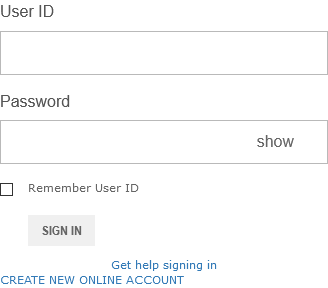 User ID
Password
show
Remember User ID
SIGN IN
Get help signing in
CREATE NEW ONLINE ACCOUNT